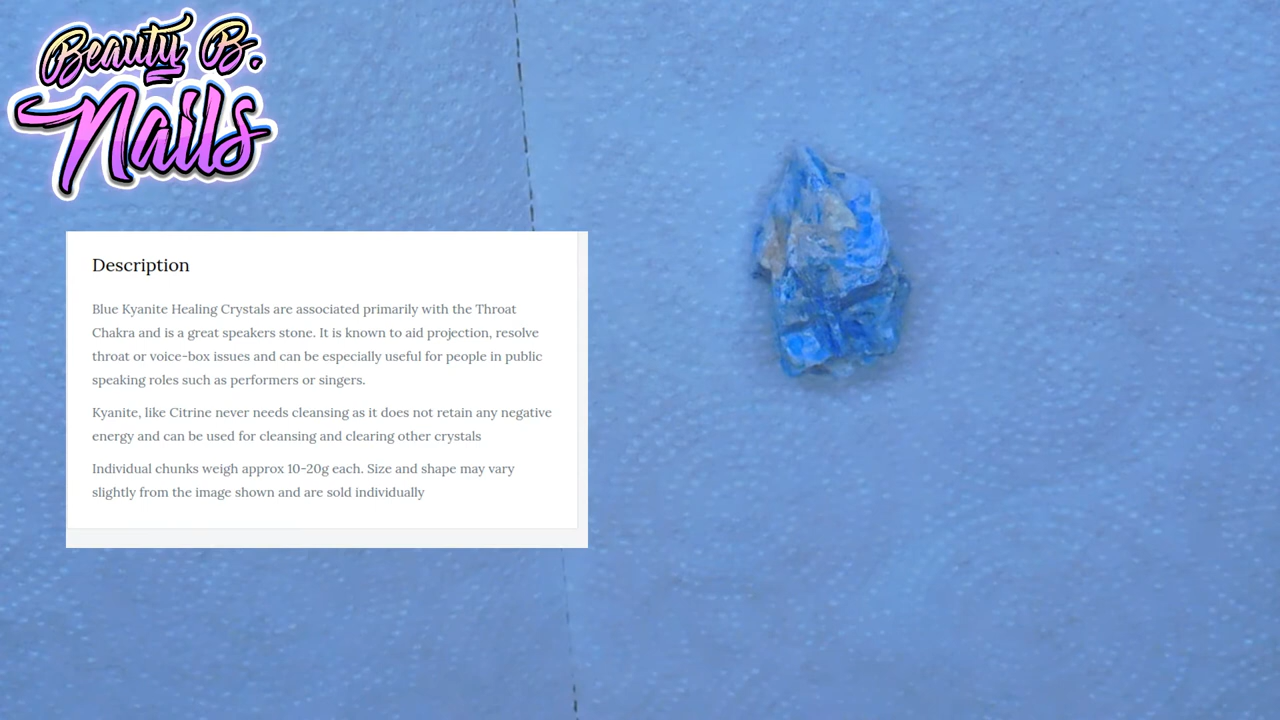 Beauty B.
Nails
Description
Blue Kyanite Healing Crystals are associated primarily with the Throat
Chakra and is a great speakers stone. It is known to aid projection, resolve
throat or voice-box issues and can be especially useful for people in public
speaking roles such as performers or singers.
Kyanite, like Citrine never needs cleansing as it does not retain any negative
energy and can be used for cleansing and clearing other crystals
Individual chunks weigh approx 10-20g each. Size and shape may vary
slightly from the image shown and are sold individually